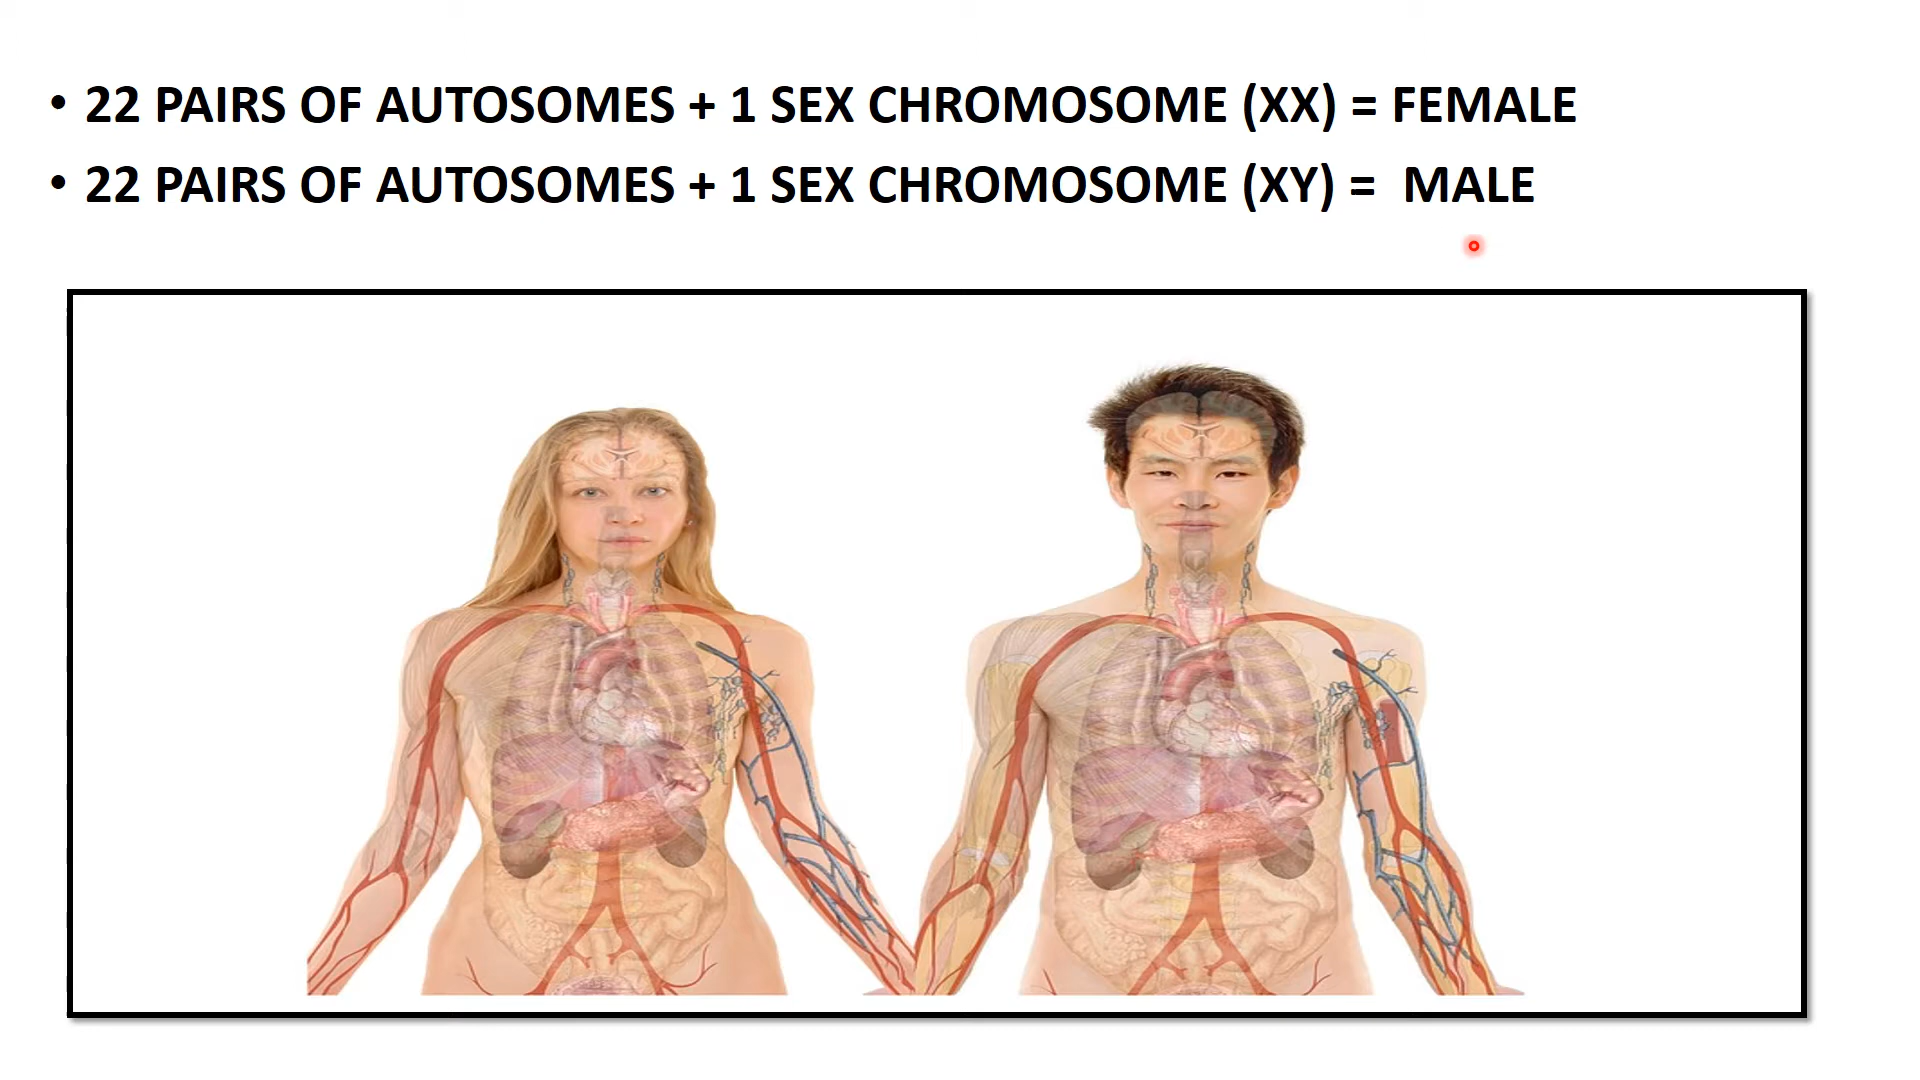 • 22 PAIRS OF AUTOSOMES + 1 SEX CHROMOSOME (XX) = FEMALE
• 22 PAIRS OF AUTOSOMES + 1 SEX CHROMOSOME (XY) =  MALE